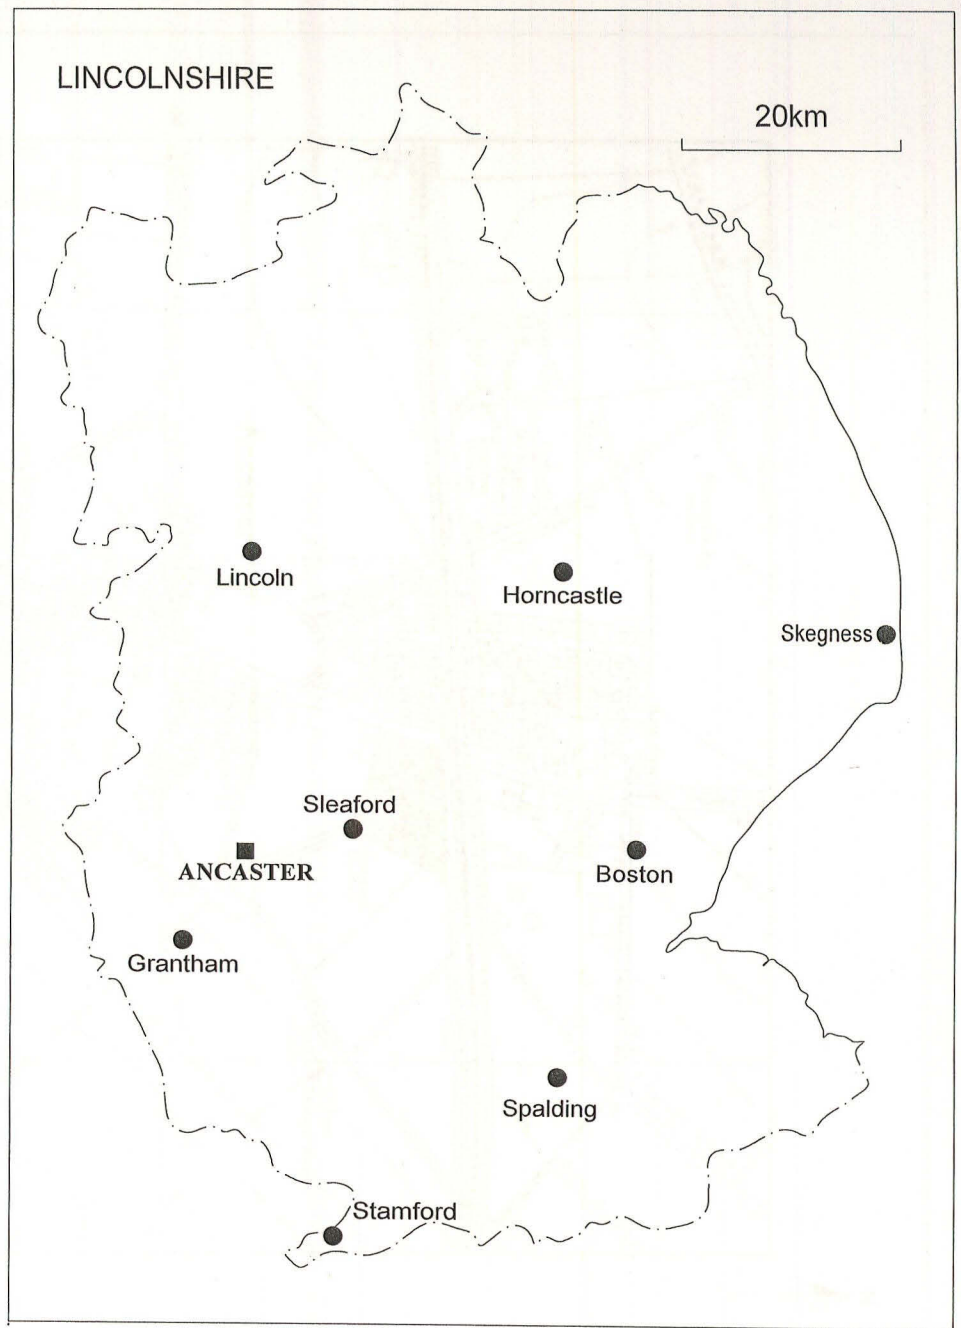 LINCOLNSHIRE
20km
Lincoln
Horncastle
Skegness
Sleaford
ANCASTER
Boston
Grantham
Spalding
Stamford